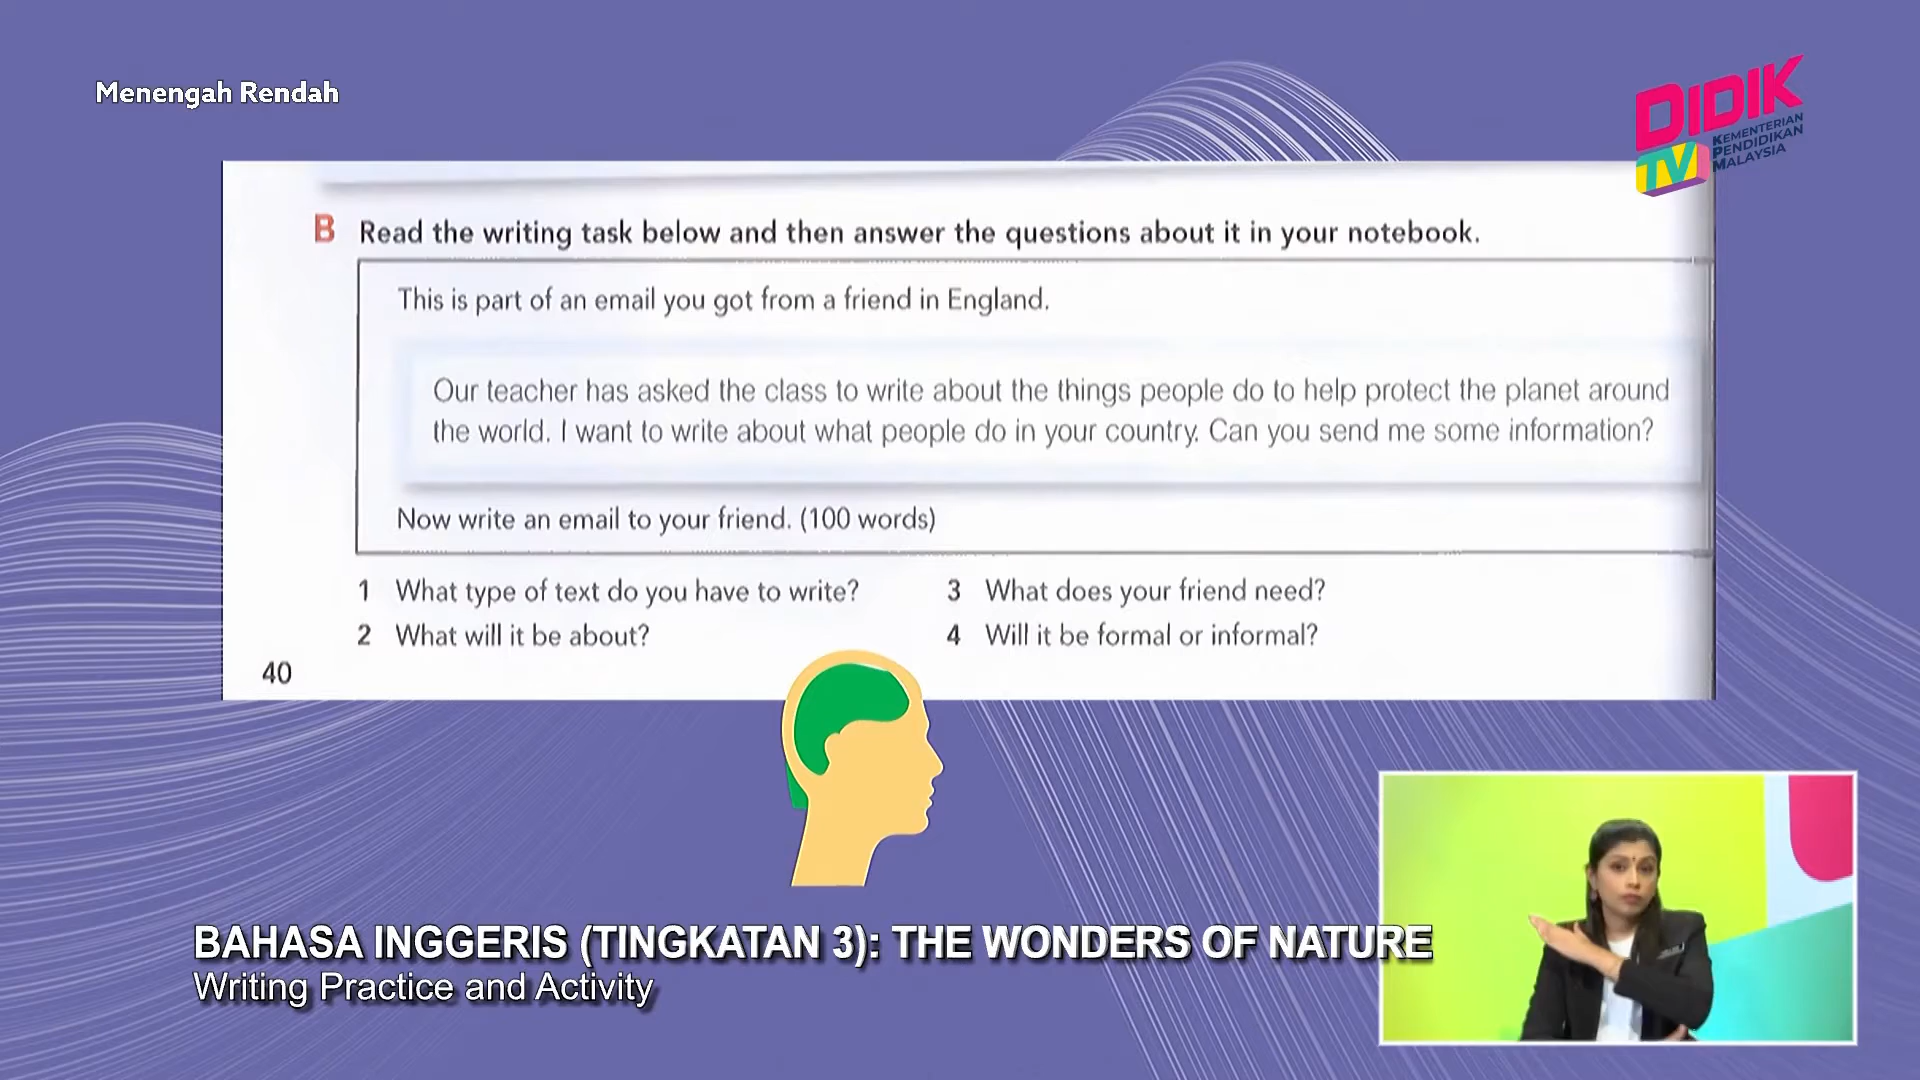 Menengah Rendah
DIDIK
TV
KEMENTERIAN
PENDIDIKAN
MALAYSIA
B Read the writing task below and then answer the questions about it in your notebook.
This is part of an email you got from a friend in England.
Our teacher has asked the class to write about the things people do to help protect the planet around
the world. I want to write about what people do in your country. Can you send me some information?
Now write an email to your friend. (100 words)
1 What type of text do you have to write?
2 What will it be about?
3 What does your friend need?
4 Will it be formal or informal?
40
BAHASA INGGERIS (TINGKATAN 3): THE WONDERS OF NATURE
Writing Practice and Activity